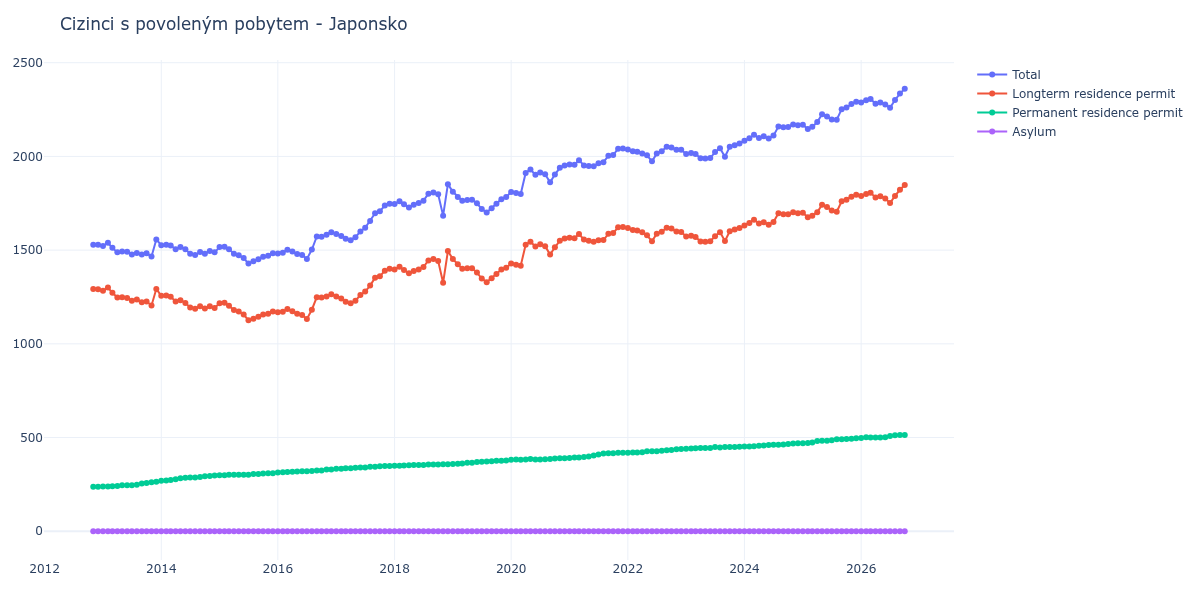 Cizinci s povoleným pobytem - Japonsko
2500
2000
1500
1000
500
0
2012
2014
2016
2018
2020
2022
2024
2026
Total
Longterm residence permit
Permanent residence permit
Asylum